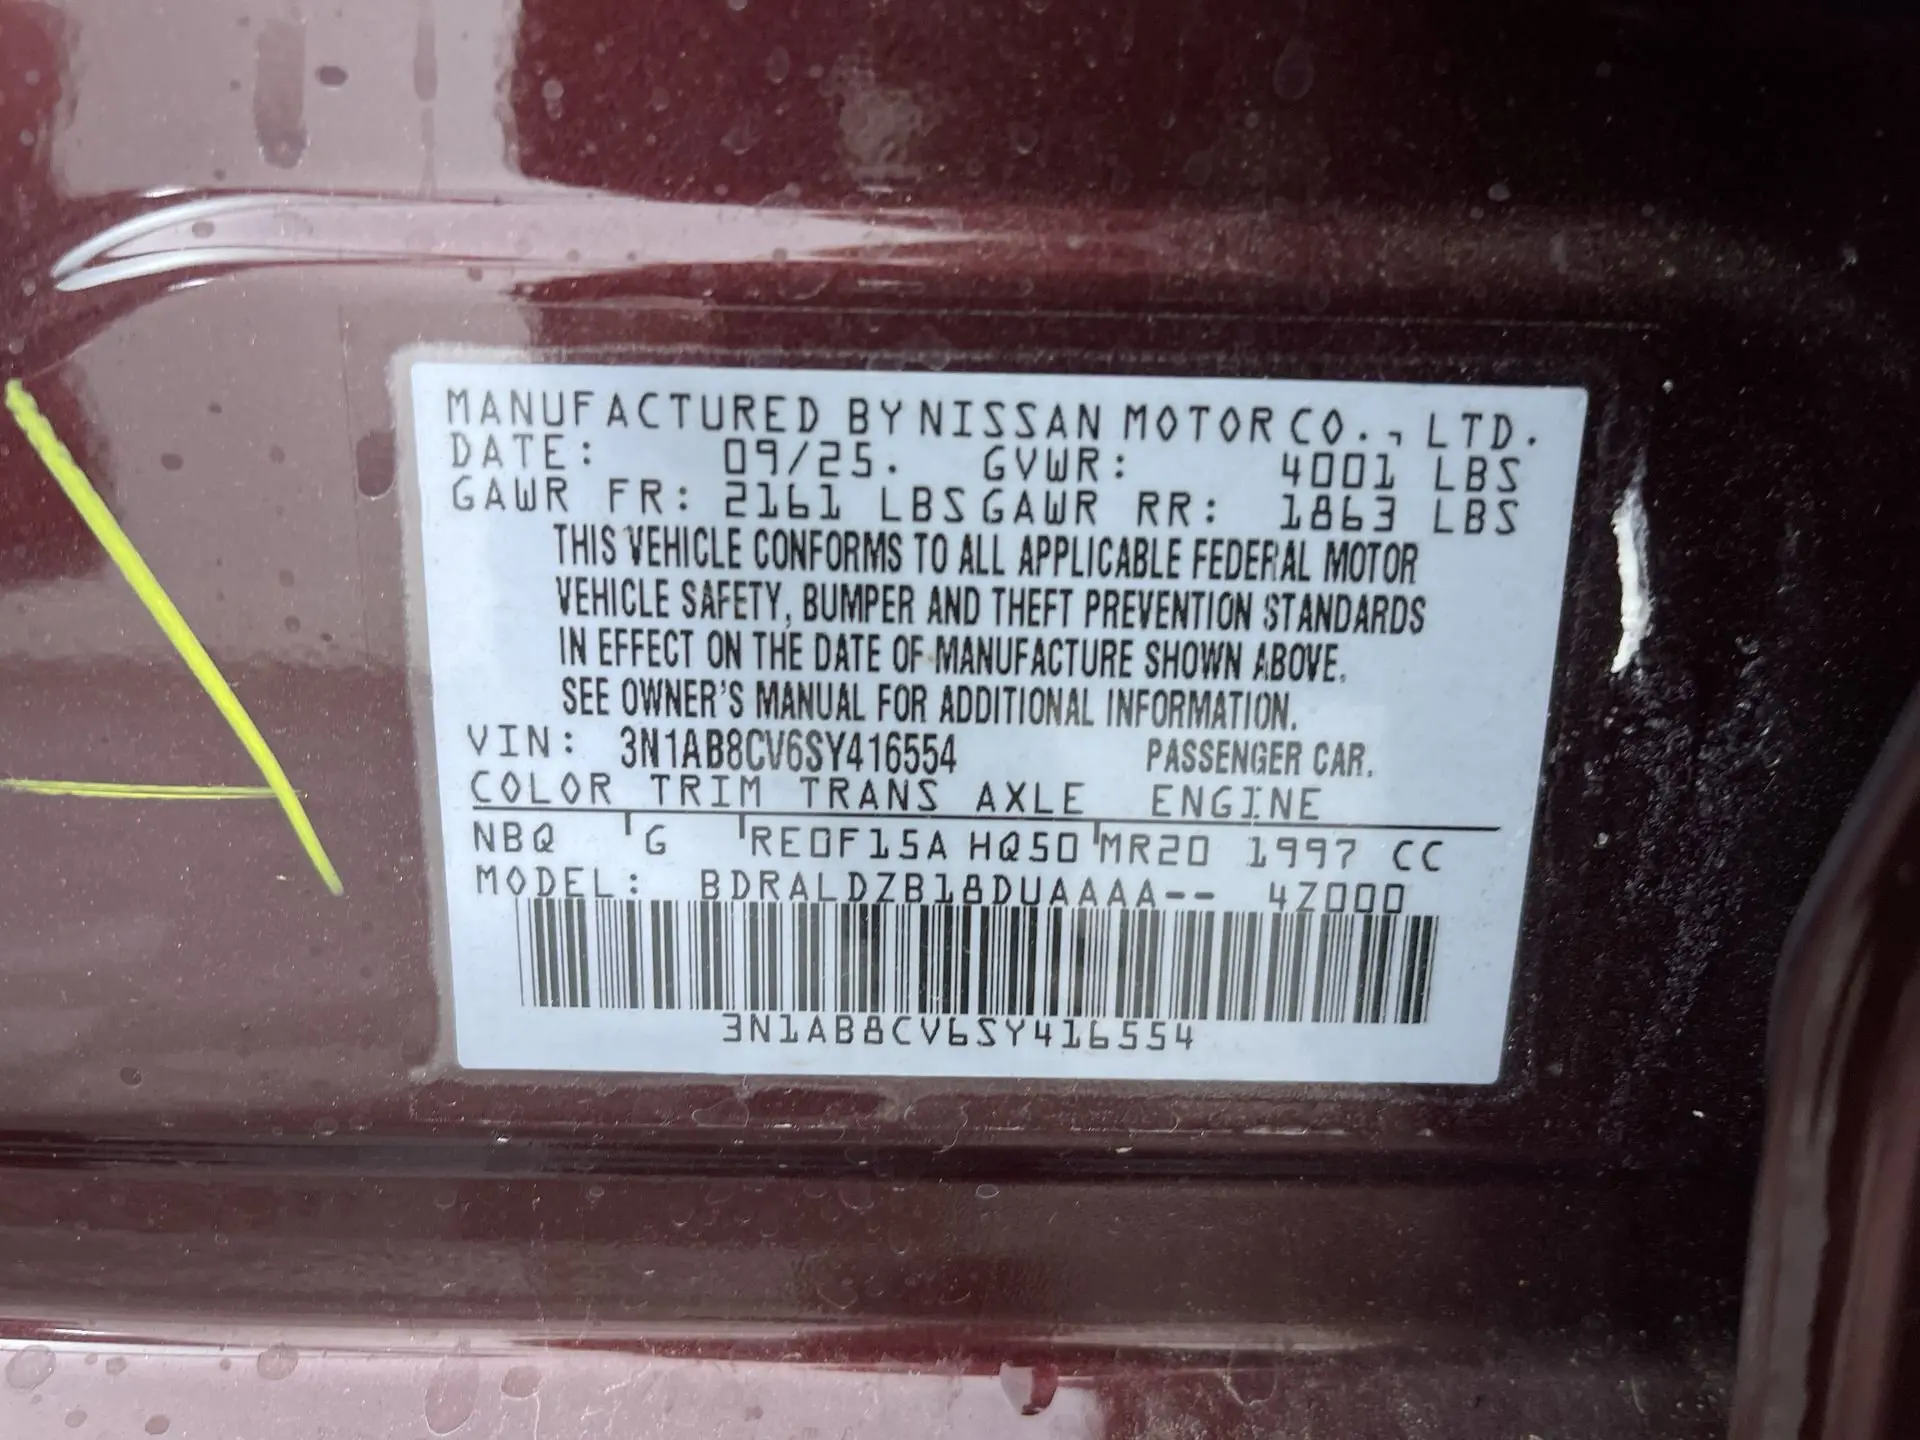 MANUFACTURED BY NISSAN MOTOR CO., LTD.
DATE: 09/25. GVWR: 4001 LBS
GAWR FR: 2161 LBS GAWR RR: 1863 LBS
THIS VEHICLE CONFORMS TO ALL APPLICABLE FEDERAL MOTOR
VEHICLE SAFETY, BUMPER AND THEFT PREVENTION STANDARDS
IN EFFECT ON THE DATE OF MANUFACTURE SHOWN ABOVE.
SEE OWNER'S MANUAL FOR ADDITIONAL INFORMATION.
VIN: 3N1AB8CV6SY416554 PASSENGER CAR.
COLOR TRIM TRANS AXLE ENGINE
NBQ G RE0F15A HQ50 MR20 1997 CC
MODEL: BDRALDZB18DUAAAA-- 4Z000
3N1AB8CV6SY416554